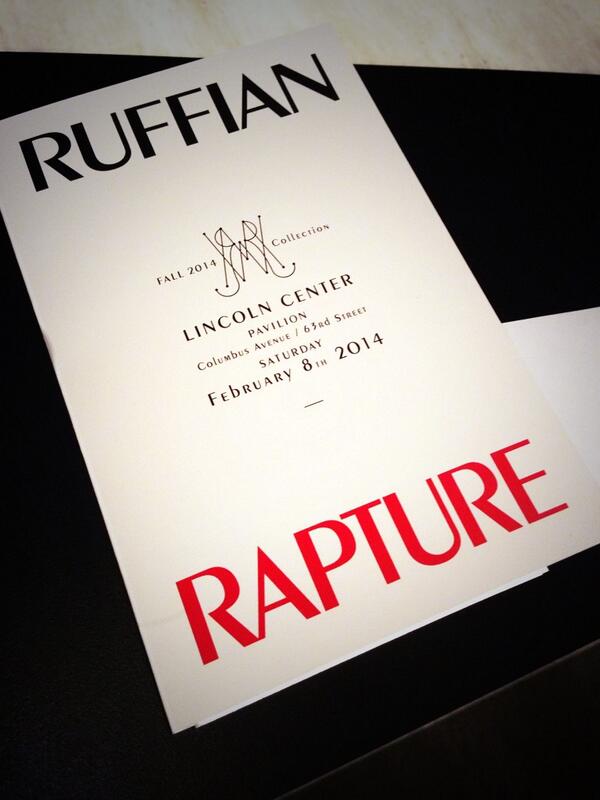 RUFFIAN
FALL 2014 Collection
LINCOLN CENTER
PAVILION
Columbus Avenue / 63rd Street
SATURDAY
February 8TH 2014
RAPTURE